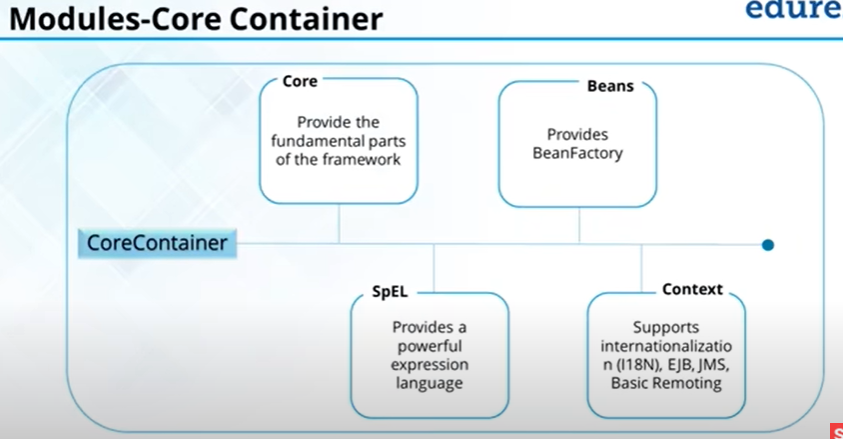 Modules-Core Container
edure
Core
Provide the
fundamental parts
of the framework
Beans
Provides
BeanFactory
CoreContainer
SpEL
Provides a
powerful
expression
language
Context
Supports
internationalizatio
n (I18N), EJB, JMS,
Basic Remoting
S